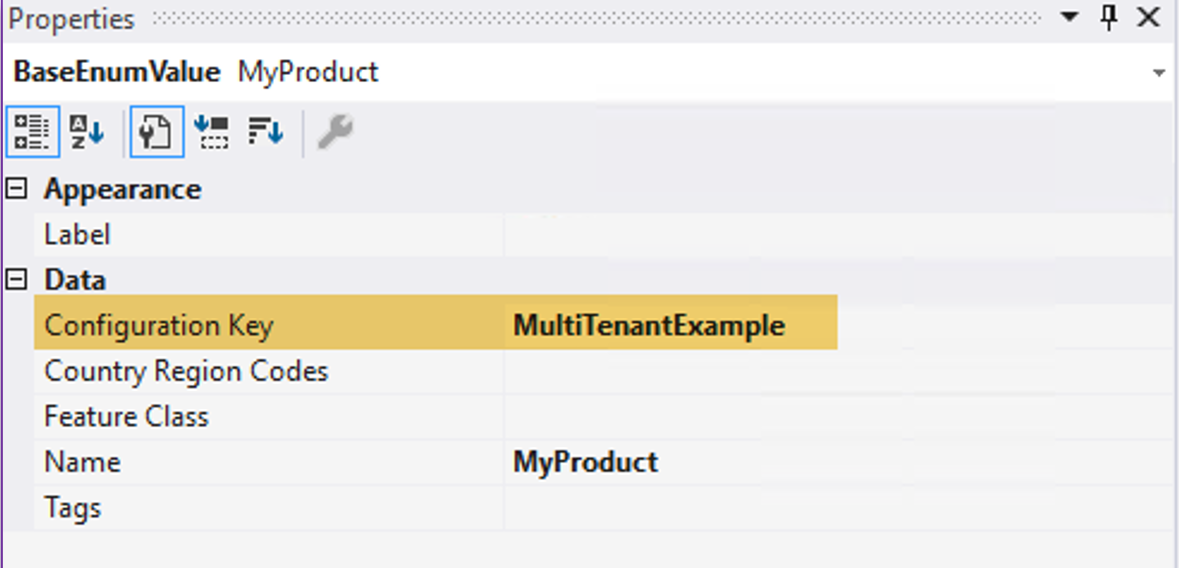 Properties
BaseEnumValue MyProduct
Appearance
Label
Data
Configuration Key MultiTenantExample
Country Region Codes
Feature Class
Name MyProduct
Tags